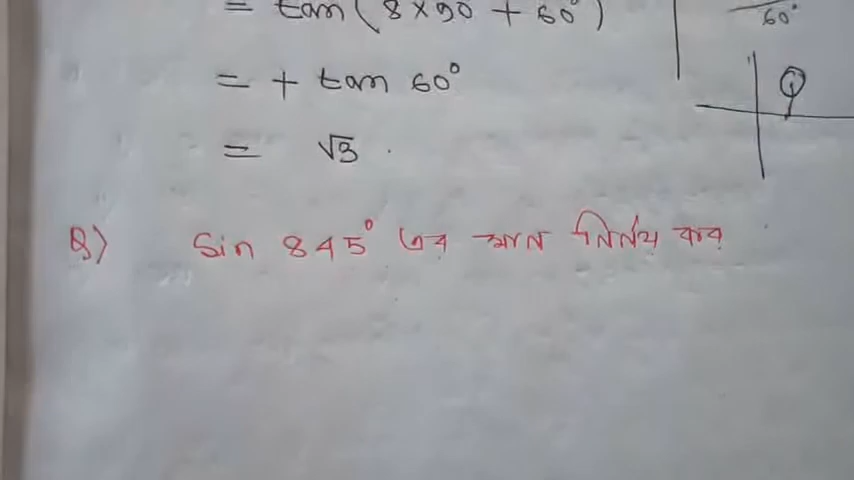 = tan(8×90 + 60°)
60°
= + tan 60°
= √3 .
Q) Sin 845° এর মান নির্ণয় কর